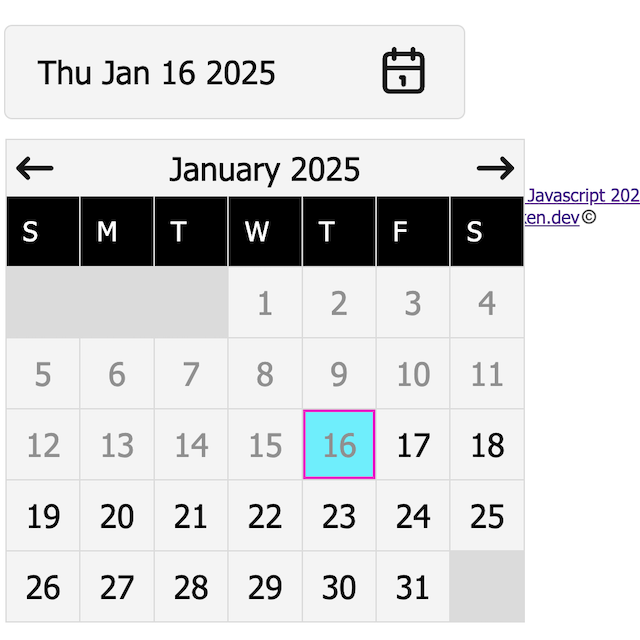 Thu Jan 16 2025
January 2025
Javascript 202
en.dev©
S M T W T F S
1 2 3 4
5 6 7 8 9 10 11
12 13 14 15 16 17 18
19 20 21 22 23 24 25
26 27 28 29 30 31